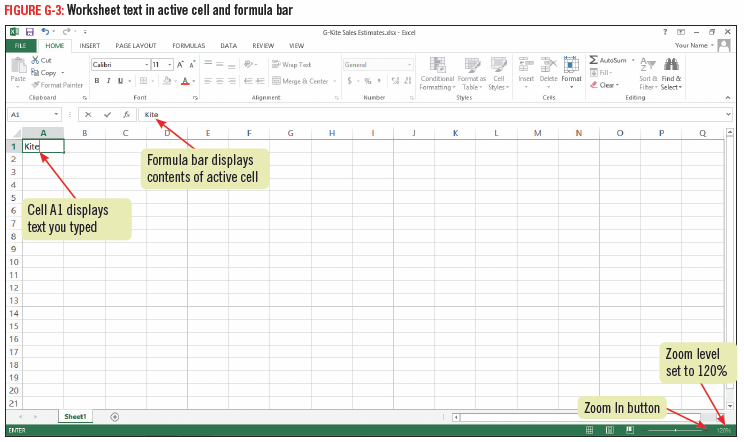 FIGURE G-3: Worksheet text in active cell and formula bar
G-Kite Sales Estimates.xlsx - Excel
FILE HOME INSERT PAGE LAYOUT FORMULAS DATA REVIEW VIEW Your Name
Paste Cut Copy Format Painter
Calibri 11 A A
B I U A
Wrap Text
Merge & Center
General
$ % ,
Conditional Formatting Format as Table Cell Styles
Insert Delete Format
AutoSum Fill Clear
Sort & Filter Find & Select
Clipboard Font Alignment Number Styles Cells Editing
A1 fx Kite
A B C D E F G H I J K L M N O P Q
1 Kite
2
3
4
5
6
7
8
9
10
11
12
13
14
15
16
17
18
19
20
21
Formula bar displays
contents of active cell
Cell A1 displays
text you typed
Zoom level
set to 120%
Zoom In button
Sheet1
ENTER 120%